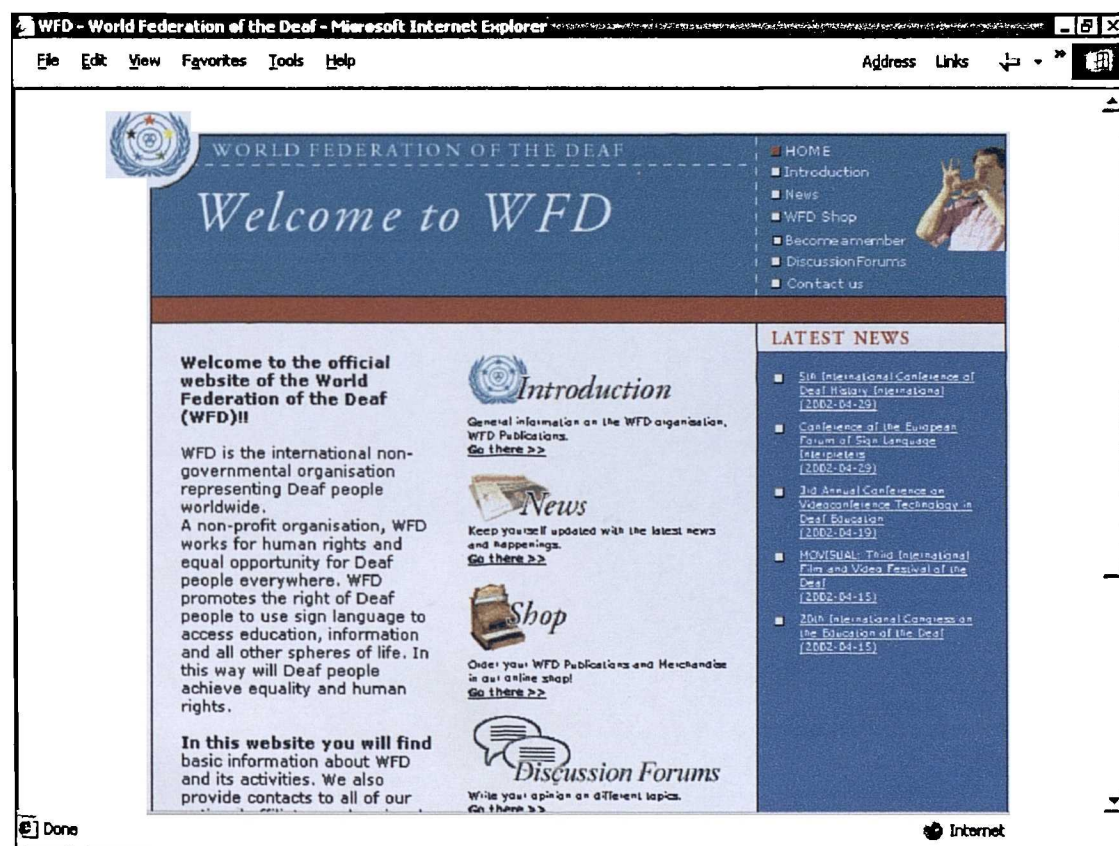 WFD - World Federation of the Deaf - Microsoft Internet Explorer
File Edit View Favorites Tools Help
Address Links
WORLD FEDERATION OF THE DEAF
Welcome to WFD
HOME
Introduction
News
WFD Shop
Become a member
Discussion Forums
Contact us
Welcome to the official
website of the World
Federation of the Deaf
(WFD)!!
WFD is the international non-
governmental organisation
representing Deaf people
worldwide.
A non-profit organisation, WFD
works for human rights and
equal opportunity for Deaf
people everywhere. WFD
promotes the right of Deaf
people to use sign language to
access education, information
and all other spheres of life. In
this way will Deaf people
achieve equality and human
rights.
In this website you will find
basic information about WFD
and its activities. We also
provide contacts to all of our
Introduction
General information on the WFD organisation,
WFD Publications.
Go there >>
News
Keep yourself updated with the latest news
and happenings.
Go there >>
Shop
Order your WFD Publications and Merchandise
in our online shop!
Go there >>
Discussion Forums
Write your opinion on different topics.
Go there >>
LATEST NEWS
5th International Conference of
Deaf History International
(2002-04-29)
Conference of the European
Forum of Sign Language
Interpreters
(2002-04-29)
3rd Annual Conference on
Videoconference Technology in
Deaf Education
(2002-04-19)
MOVISUAL: Third International
Film and Video Festival of the
Deaf
(2002-04-15)
20th International Congress on
the Education of the Deaf
(2002-04-15)
Done
Internet